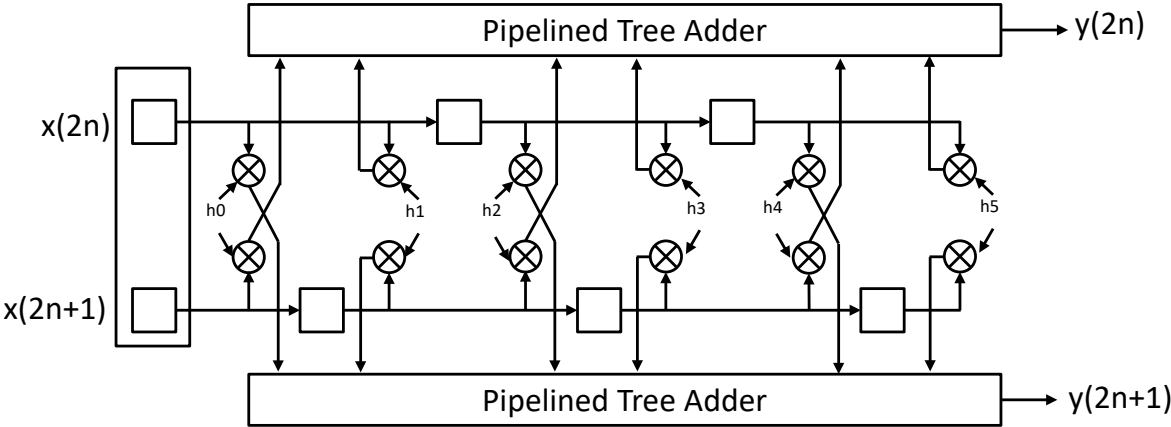 Pipelined Tree Adder
y(2n)
x(2n)
h0
h1
h2
h3
h4
h5
x(2n+1)
Pipelined Tree Adder
y(2n+1)